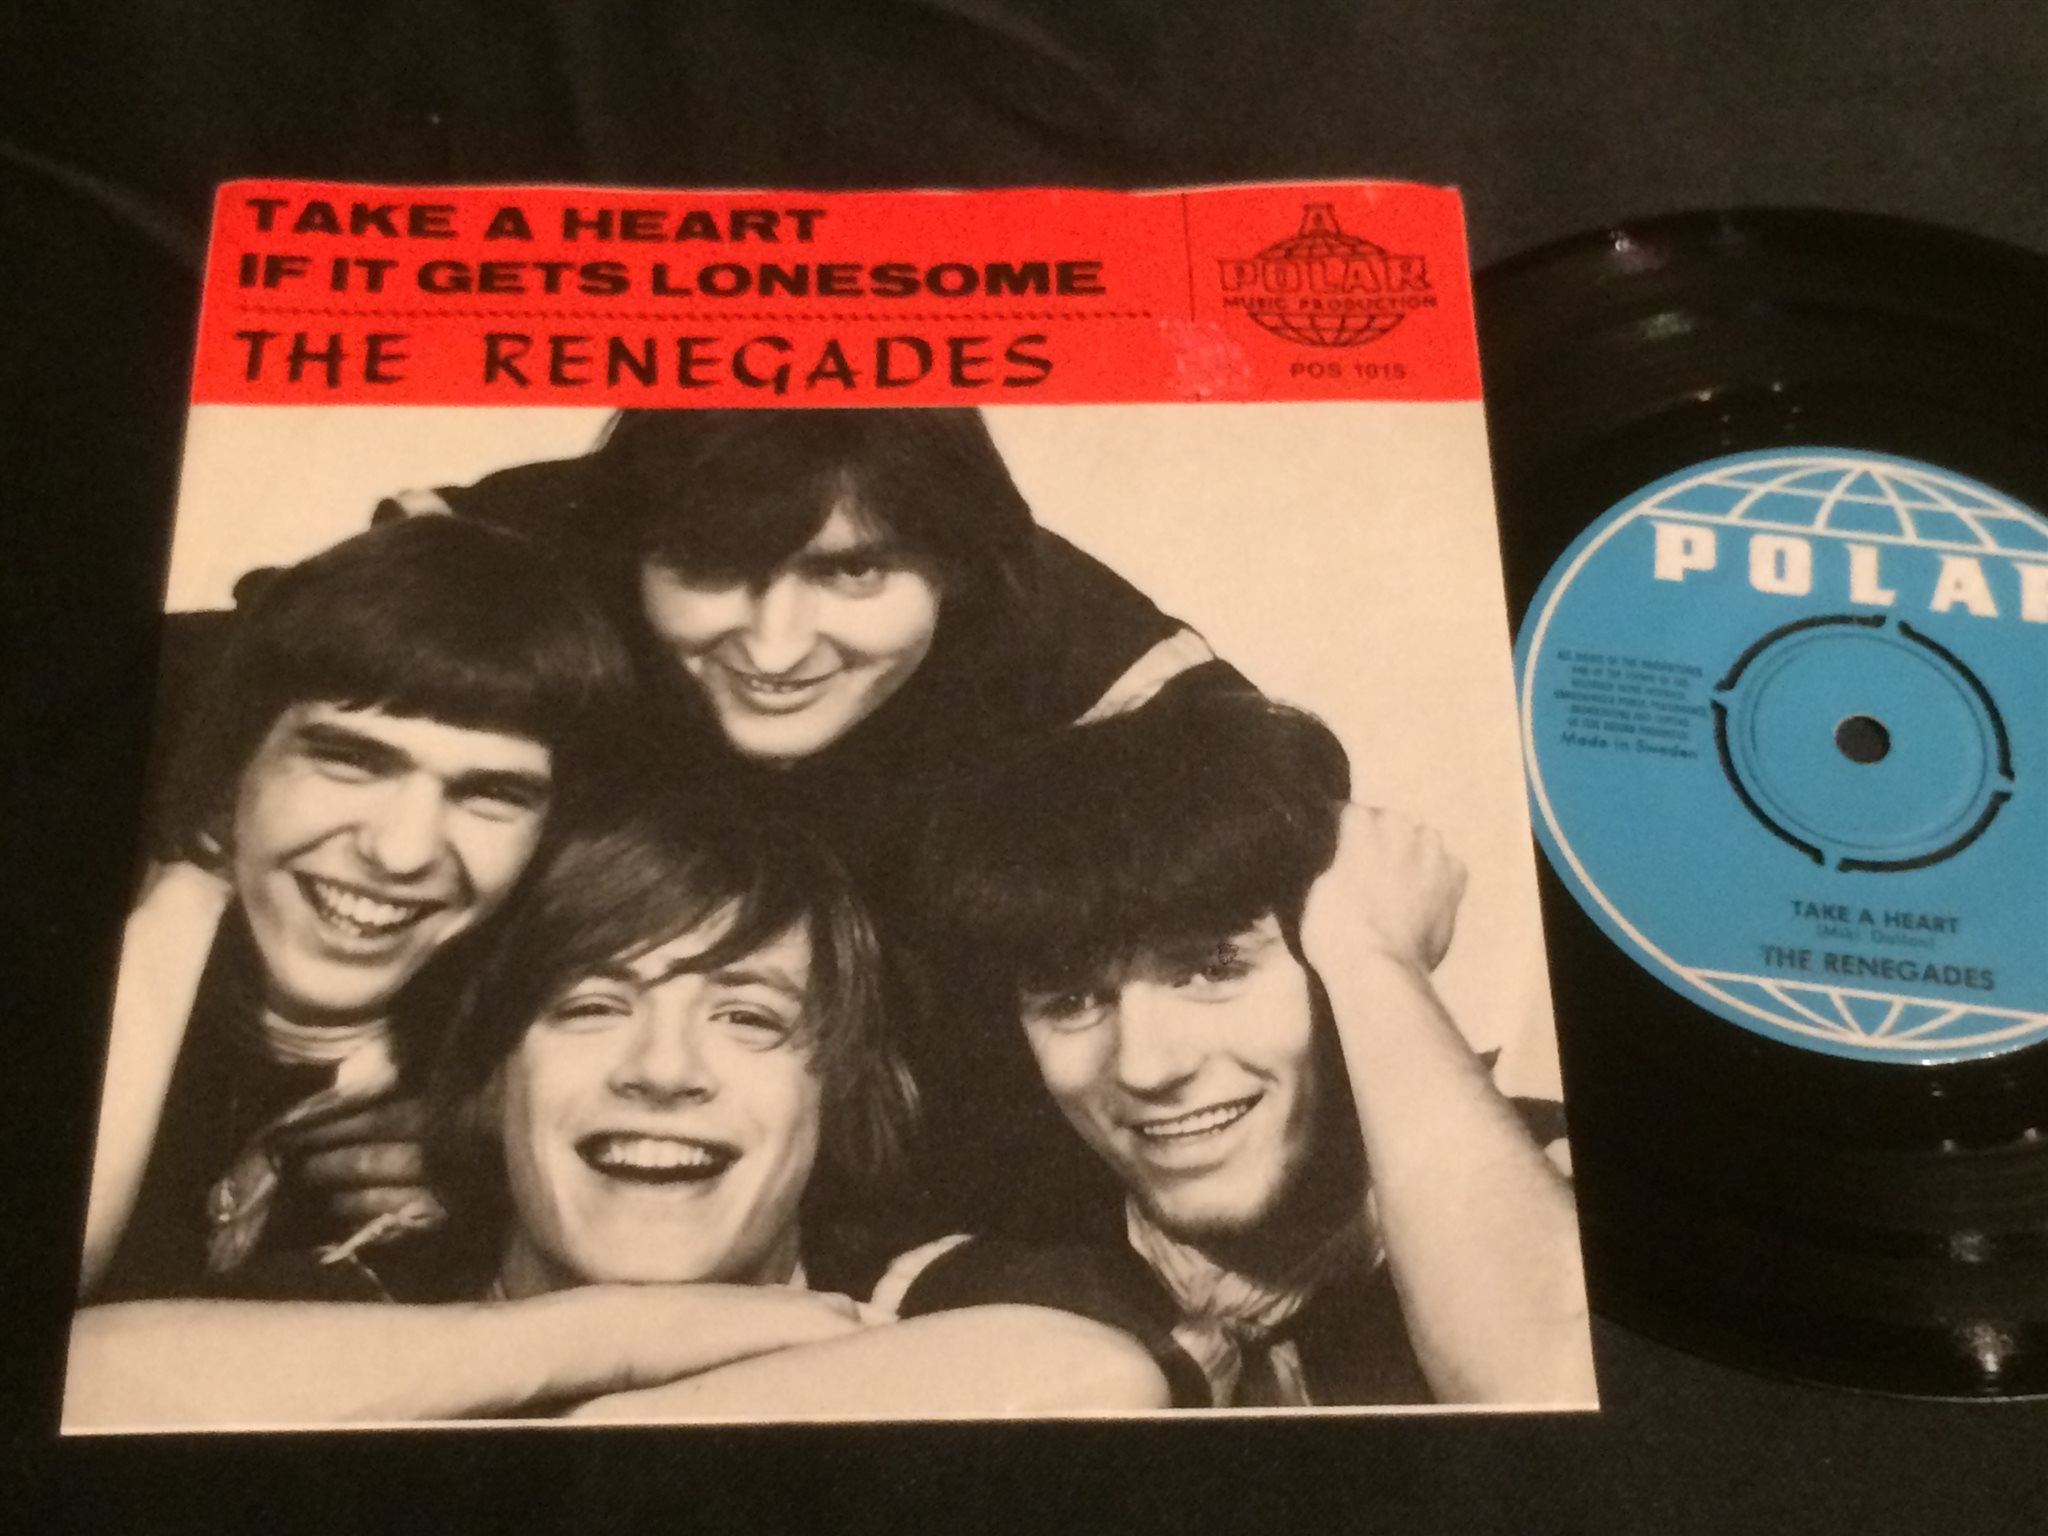 TAKE A HEART
IF IT GETS LONESOME
THE RENEGADES
A
POLAR
MUSIC PRODUCTION
POS 1015
POLAR
Made in Sweden
TAKE A HEART
THE RENEGADES